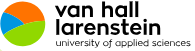 van hall
larenstein
university of applied sciences